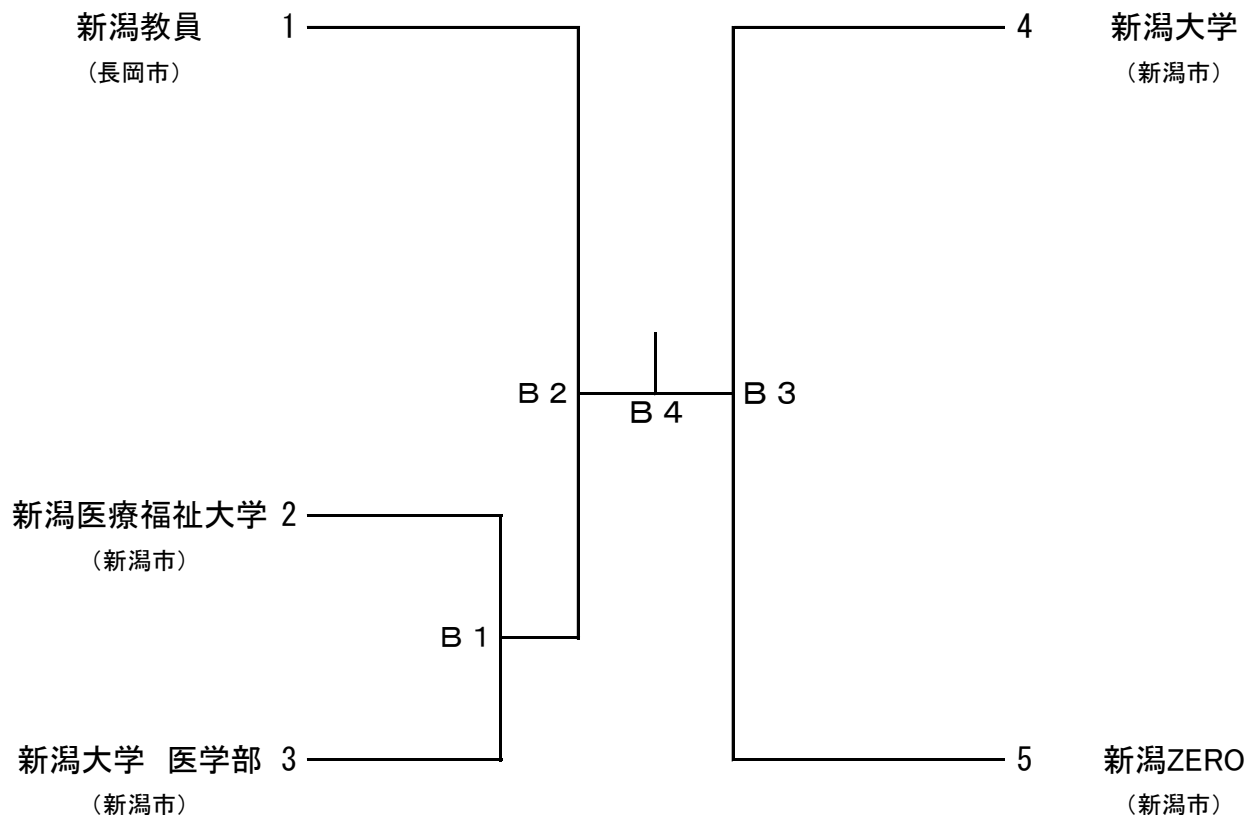 新潟教員 1
（長岡市）
4 新潟大学
（新潟市）
B 2
B 4
B 3
新潟医療福祉大学 2
（新潟市）
B 1
新潟大学　医学部 3
（新潟市）
5 新潟ZERO
（新潟市）